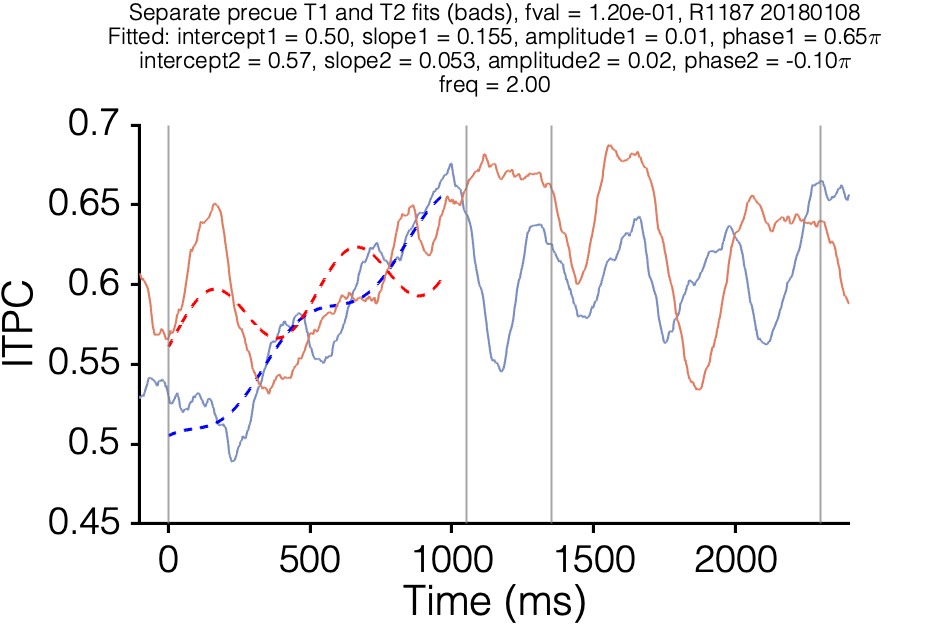 Separate precue T1 and T2 fits (bads), fval = 1.20e-01, R1187 20180108
Fitted: intercept1 = 0.50, slope1 = 0.155, amplitude1 = 0.01, phase1 = 0.65π
intercept2 = 0.57, slope2 = 0.053, amplitude2 = 0.02, phase2 = -0.10π
freq = 2.00
0.7
0.65
0.6
0.55
0.5
0.45
ITPC
0 500 1000 1500 2000
Time (ms)